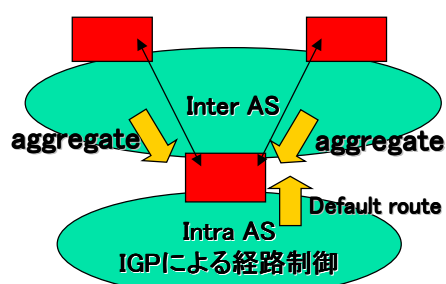 Inter AS
aggregate
aggregate
Default route
Intra AS
IGPによる経路制御